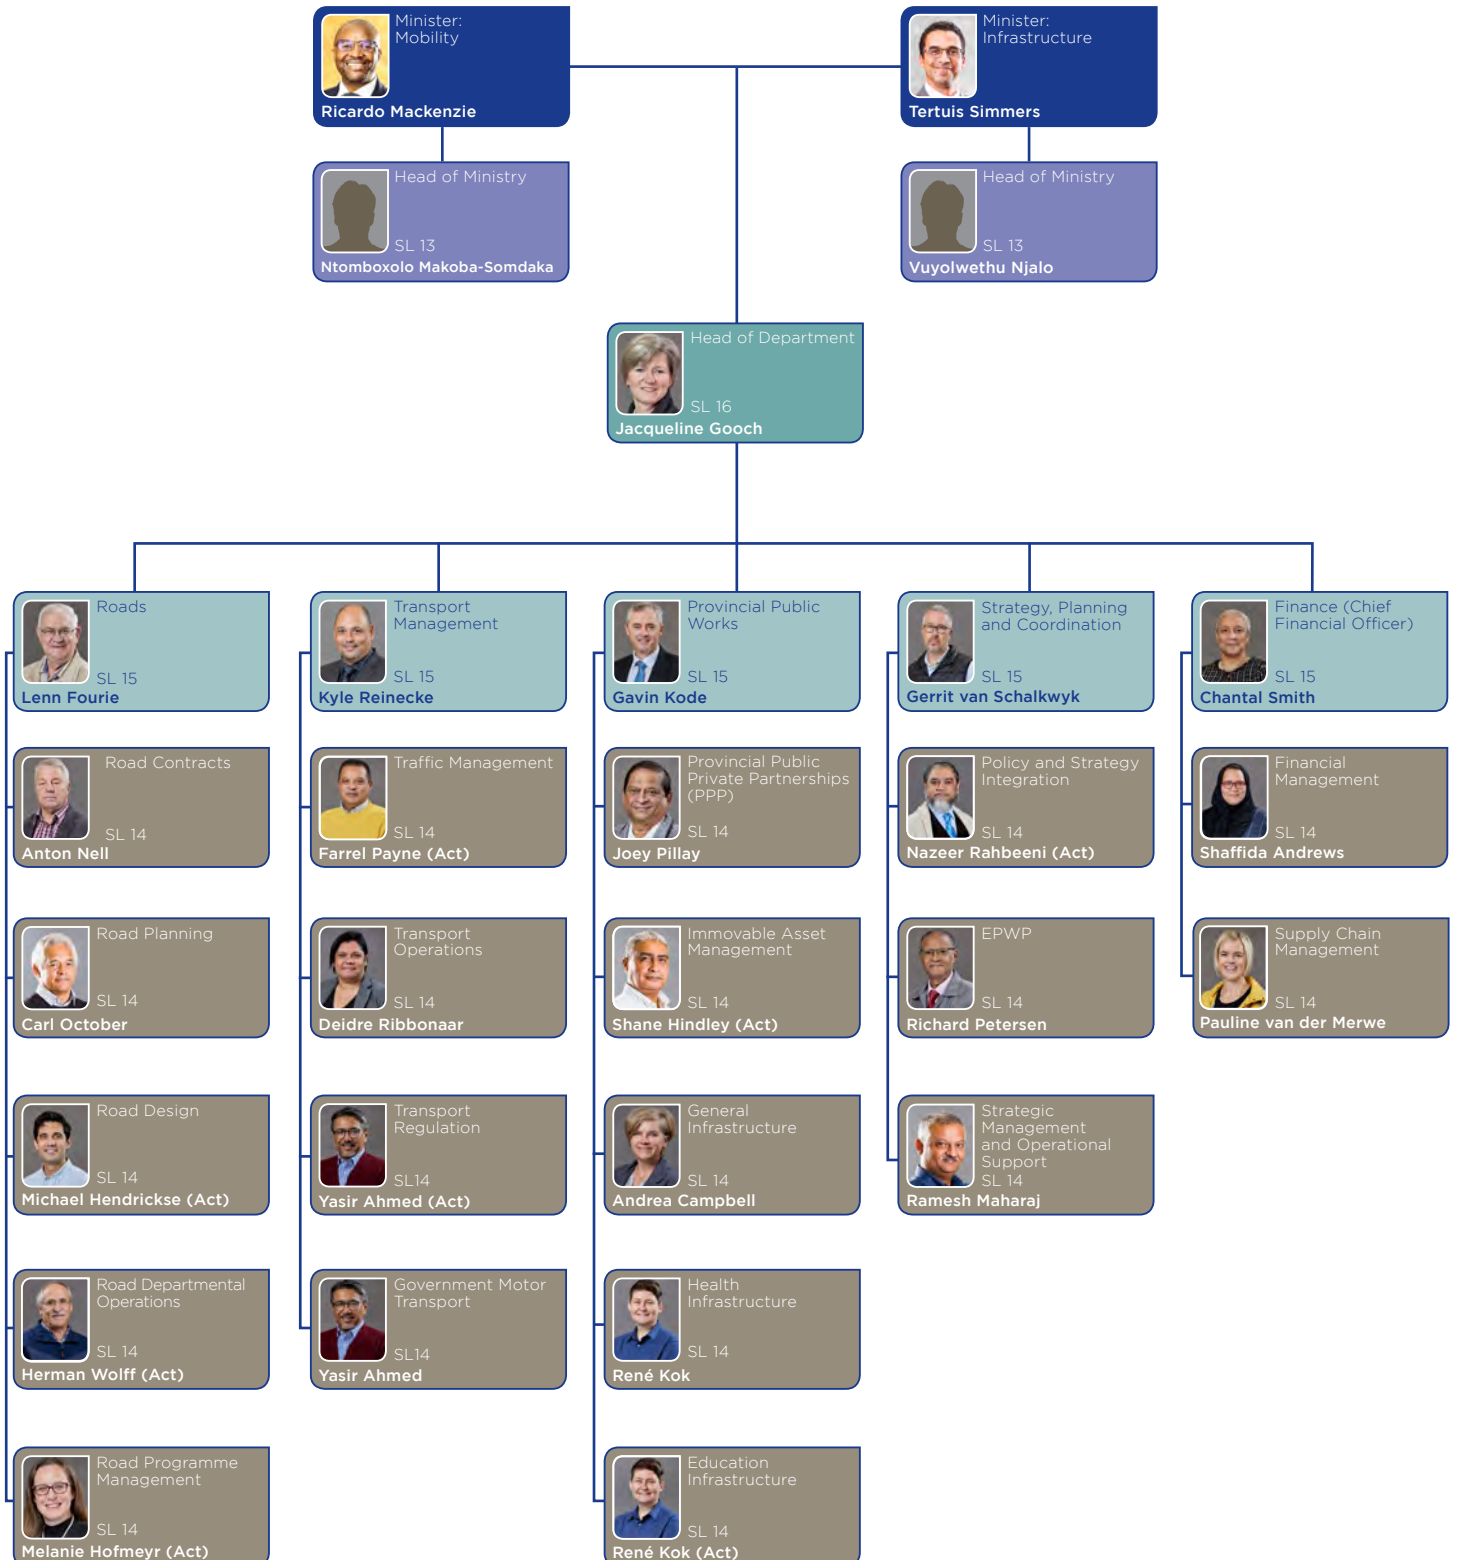 Minister:
Mobility
Ricardo Mackenzie
Minister:
Infrastructure
Tertuis Simmers
Head of Ministry
SL 13
Ntomboxolo Makoba-Somdaka
Head of Ministry
SL 13
Vuyolwethu Njalo
Head of Department
SL 16
Jacqueline Gooch
Roads
SL 15
Lenn Fourie
Transport
Management
SL 15
Kyle Reinecke
Provincial Public
Works
SL 15
Gavin Kode
Strategy, Planning
and Coordination
SL 15
Gerrit van Schalkwyk
Finance (Chief
Financial Officer)
SL 15
Chantal Smith
Road Contracts
SL 14
Anton Nell
Traffic Management
SL 14
Farrel Payne (Act)
Provincial Public
Private Partnerships
(PPP)
SL 14
Joey Pillay
Policy and Strategy
Integration
SL 14
Nazeer Rahbeeni (Act)
Financial
Management
SL 14
Shaffida Andrews
Road Planning
SL 14
Carl October
Transport
Operations
SL 14
Deidre Ribbonaar
Immovable Asset
Management
SL 14
Shane Hindley (Act)
EPWP
SL 14
Richard Petersen
Supply Chain
Management
SL 14
Pauline van der Merwe
Road Design
SL 14
Michael Hendrickse (Act)
Transport
Regulation
SL14
Yasir Ahmed (Act)
General
Infrastructure
SL 14
Andrea Campbell
Strategic
Management
and Operational
Support
SL 14
Ramesh Maharaj
Road Departmental
Operations
SL 14
Herman Wolff (Act)
Government Motor
Transport
SL14
Yasir Ahmed
Health
Infrastructure
SL 14
René Kok
Road Programme
Management
SL 14
Melanie Hofmeyr (Act)
Education
Infrastructure
SL 14
René Kok (Act)